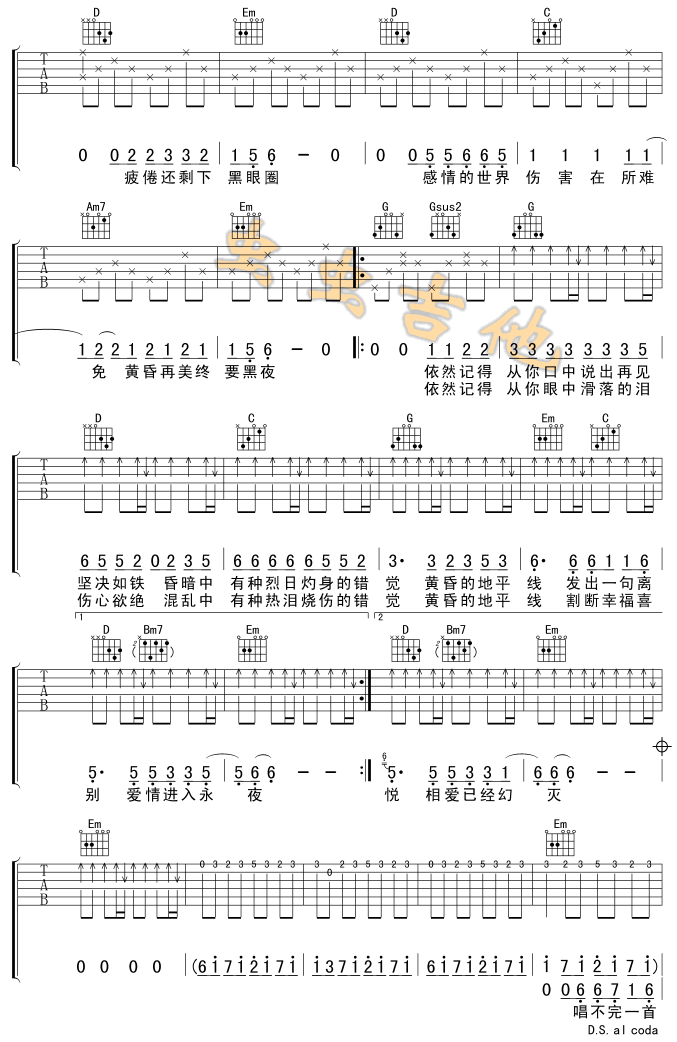 D Em D C
T A B
0 0 2 2 3 3 2 1 5 6 － 0 0 0 5 5 6 6 5 1 1 1 1 1
疲倦还剩下 黑眼圈 感情的世界 伤害在所难
Am7 Em G Gsus2 G
T A B
1 2 2 1 2 1 2 1 1 5 6 － 0 0 0 1 1 2 2 3 3 3 3 3 3 5
免 黄昏再美终 要黑夜 依然记得 从你口中说出再见
依然记得 从你眼中滑落的泪
虫虫吉他
D C G Em C
T A B
6 5 5 2 0 2 3 5 6 6 6 6 6 5 5 2 3 3 2 3 5 3 6 6 6 1 1 6
坚决如铁 昏暗中 有种烈日灼身的错 觉 黄昏的地平 线 发出一句离
伤心欲绝 混乱中 有种热泪烧伤的错 觉 黄昏的地平 线 割断幸福喜
1 2
D Bm7 Em D Bm7 Em
T A B
5 5 5 3 3 5 5 6 6 － － 6 5 5 5 3 3 1 6 6 6 － －
别 爱情进入永 夜 悦 相爱已经幻 灭
Em Em
T A B
0 3 2 3 5 3 2 3 3 0 2 3 5 3 2 3 0 3 2 3 5 3 2 3 3 2 3 5 3 2 3
0 0 0 0 (6 1 7 1 2 1 7 1 1 3 7 1 2 1 7 1 6 1 7 1 2 1 7 1 1 7 1 2 1 7 1)
0 0 6 6 7 1 6
唱不完一首
D.S. al coda